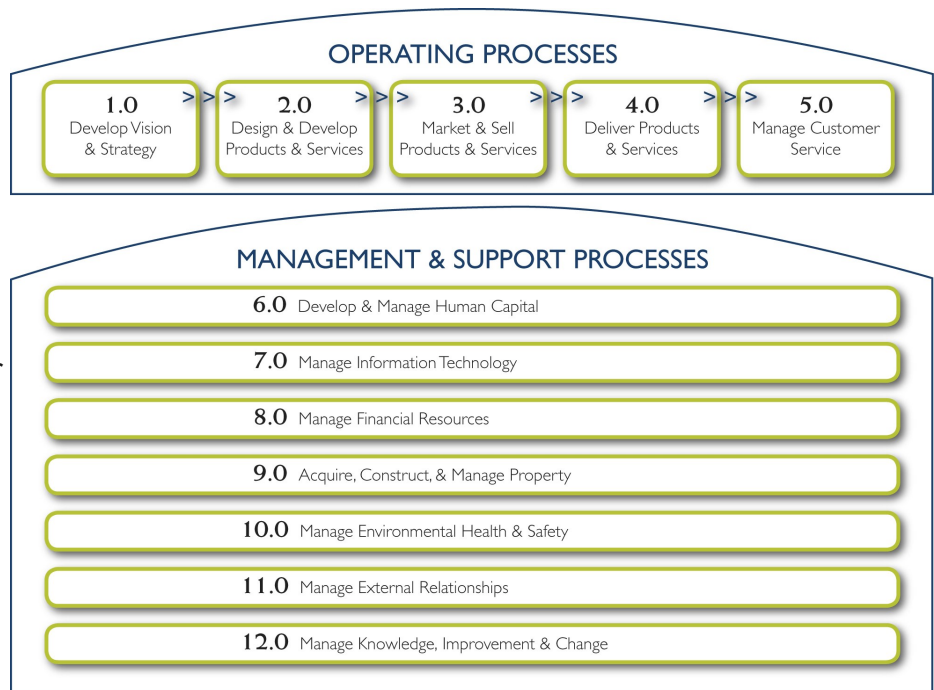 OPERATING PROCESSES
1.0
Develop Vision
& Strategy
> > >
2.0
Design & Develop
Products & Services
> > >
3.0
Market & Sell
Products & Services
> > >
4.0
Deliver Products
& Services
> > >
5.0
Manage Customer
Service
MANAGEMENT & SUPPORT PROCESSES
6.0 Develop & Manage Human Capital
7.0 Manage Information Technology
8.0 Manage Financial Resources
9.0 Acquire, Construct, & Manage Property
10.0 Manage Environmental Health & Safety
11.0 Manage External Relationships
12.0 Manage Knowledge, Improvement & Change